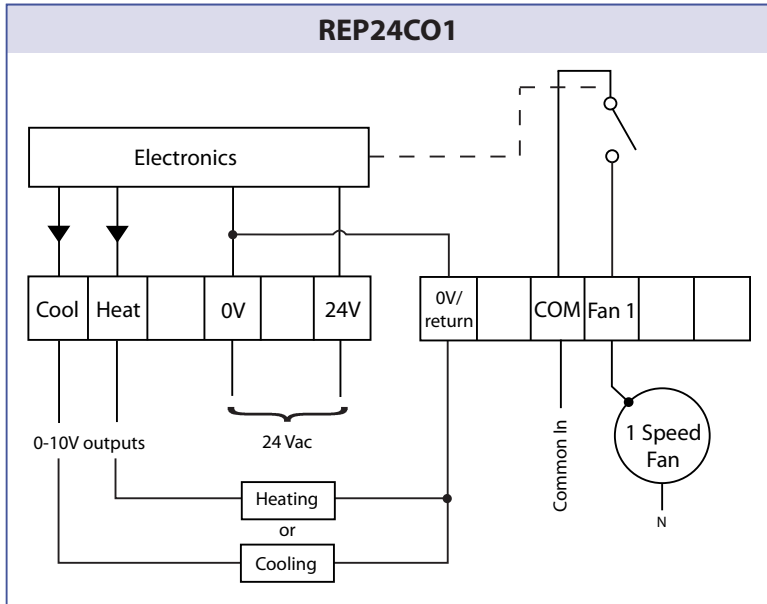 REP24CO1
Electronics
Cool Heat 0V 24V
0V/
return
COM Fan 1
0-10V outputs
24 Vac
Common In
1 Speed
Fan
N
Heating
or
Cooling